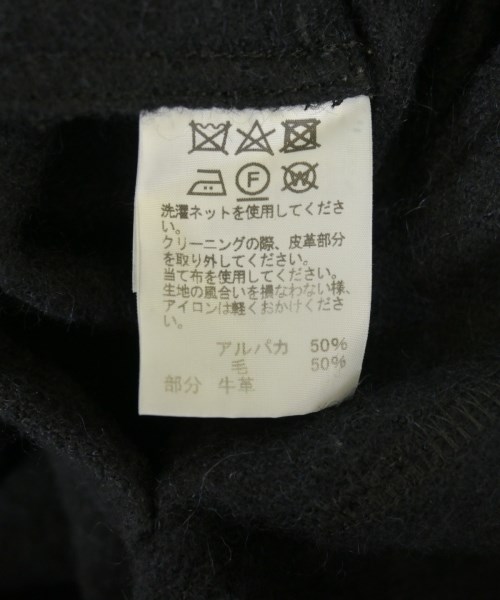 F W
洗濯ネットを使用してくださ
い。
クリーニングの際、皮革部分
を取り外してください。
当て布を使用してください。
生地の風合いを損なわない様、
アイロンは軽くおかけくださ
い。
アルパカ 50%
毛 50%
部分 牛革